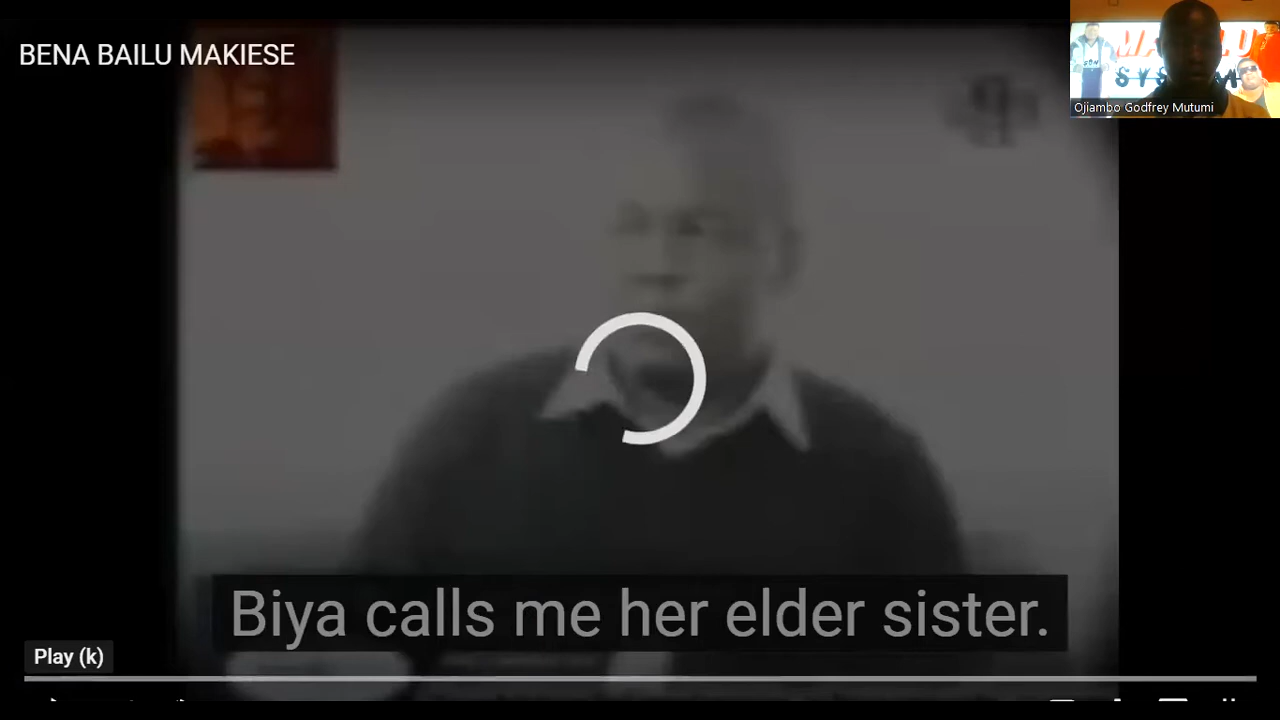 BENA BAILU MAKIESE
Ojiambo Godfrey Mutumi
Biya calls me her elder sister.
Play (k)